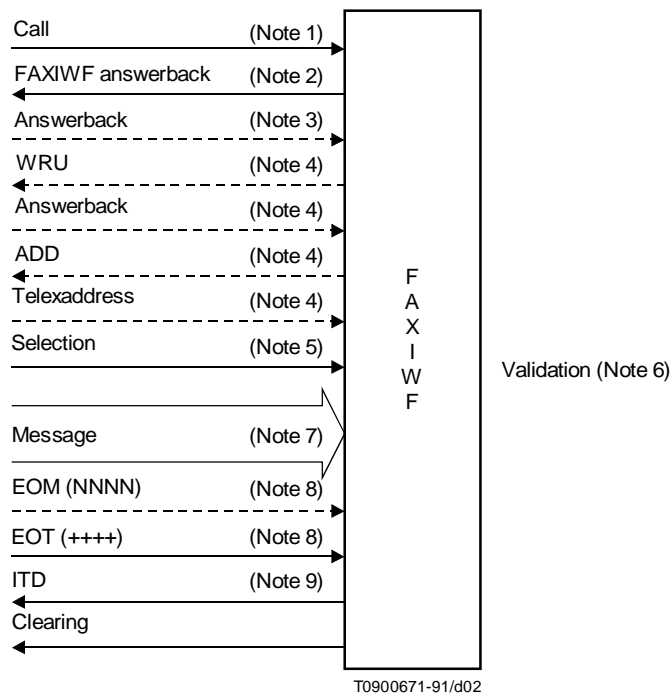 Call (Note 1)
FAXIWF answerback (Note 2)
Answerback (Note 3)
WRU (Note 4)
Answerback (Note 4)
ADD (Note 4)
Telexaddress (Note 4)
Selection (Note 5)
F
A
X
I
W
F
Validation (Note 6)
Message (Note 7)
EOM (NNNN) (Note 8)
EOT (++++) (Note 8)
ITD (Note 9)
Clearing
T0900671-91/d02